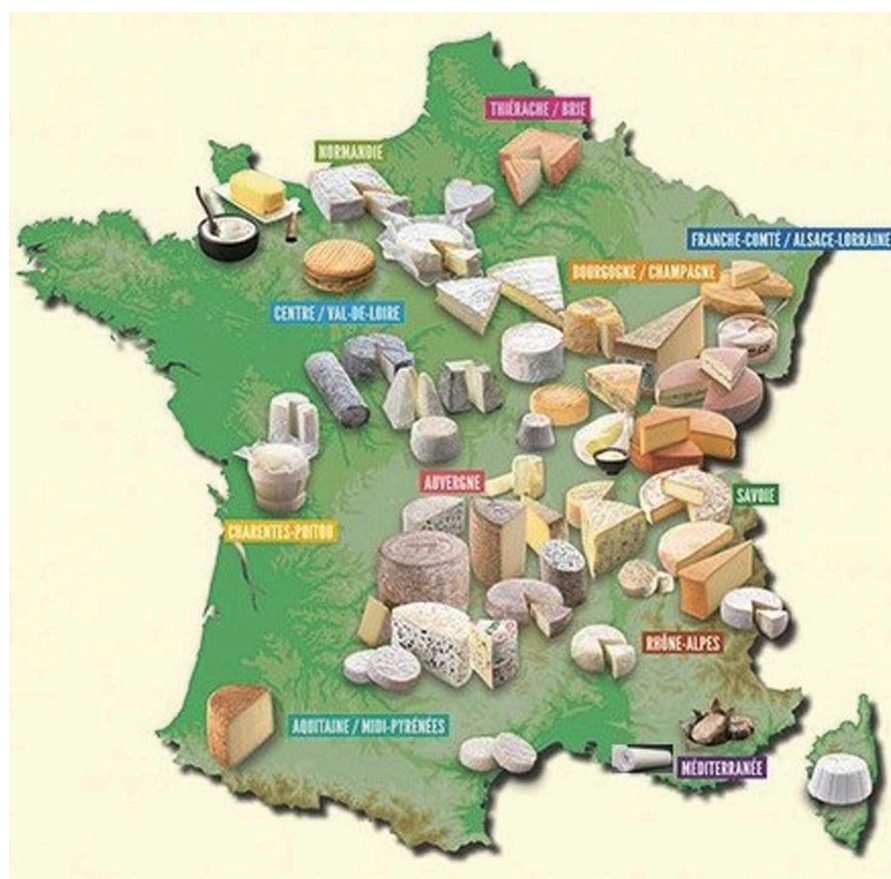 THIÉRACHE / BRIE
NORMANDIE
FRANCHE-COMTÉ / ALSACE-LORRAINE
BOURGOGNE / CHAMPAGNE
CENTRE / VAL-DE-LOIRE
AUVERGNE
SAVOIE
CHARENTES-POITOU
RHÔNE-ALPES
AQUITAINE / MIDI-PYRÉNÉES
MÉDITERRANÉE